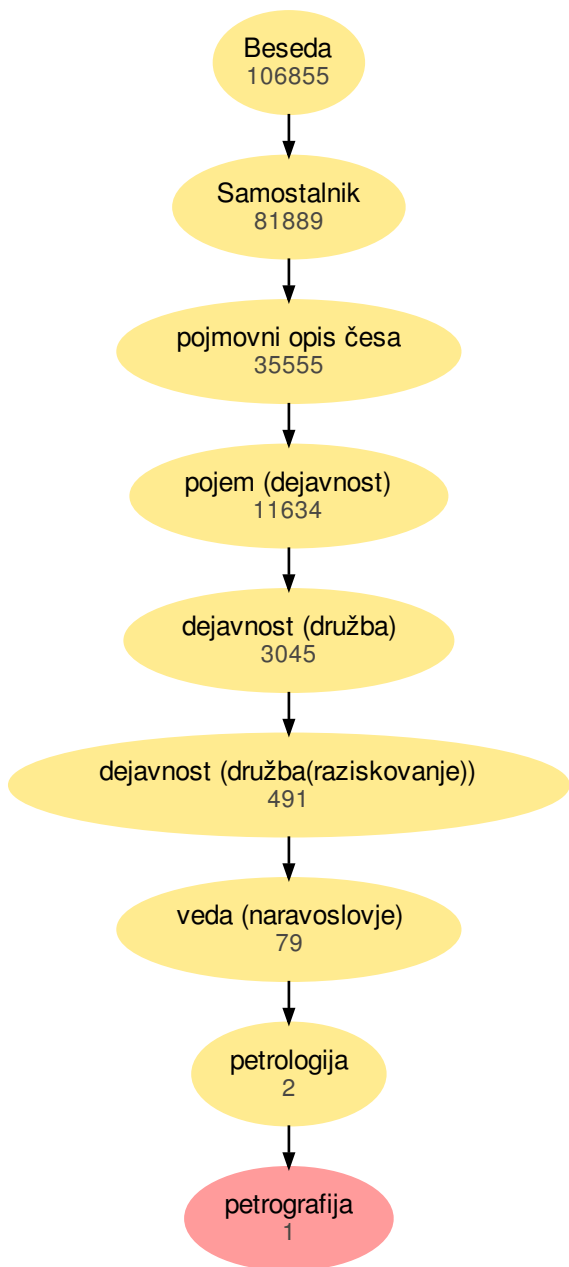 Beseda
106855
Samostalnik
81889
pojmovni opis česa
35555
pojem (dejavnost)
11634
dejavnost (družba)
3045
dejavnost (družba(raziskovanje))
491
veda (naravoslovje)
79
petrologija
2
petrografija
1